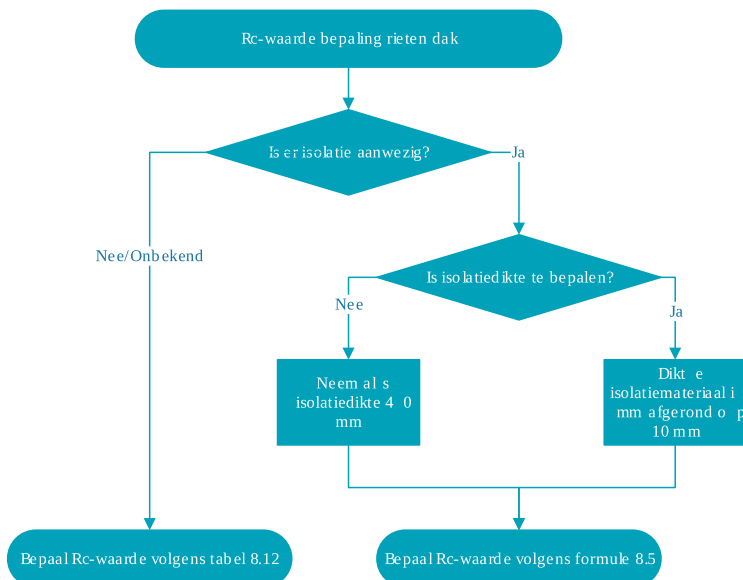 Rc-waarde bepaling rieten dak
Is er isolatie aanwezig?
Ja
Nee/Onbekend
Is isolatiedikte te bepalen?
Nee
Ja
Neem als
isolatiedikte 40
mm
Dikte
isolatiemateriaal i
mm afgerond op
10 mm
Bepaal Rc-waarde volgens tabel 8.12
Bepaal Rc-waarde volgens formule 8.5